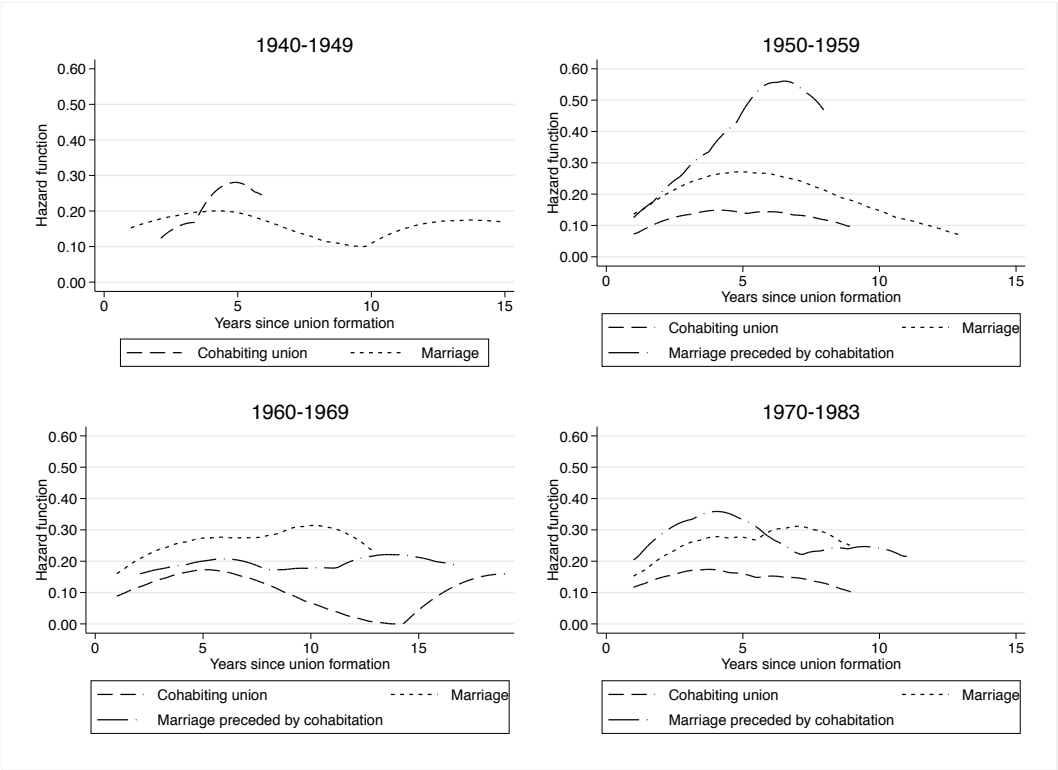 1940-1949
Hazard function
0.60
0.50
0.40
0.30
0.20
0.10
0.00
0 5 10 15
Years since union formation
Cohabiting union Marriage
1950-1959
Hazard function
0.60
0.50
0.40
0.30
0.20
0.10
0.00
0 5 10 15
Years since union formation
Cohabiting union Marriage
Marriage preceded by cohabitation
1960-1969
Hazard function
0.60
0.50
0.40
0.30
0.20
0.10
0.00
0 5 10 15
Years since union formation
Cohabiting union Marriage
Marriage preceded by cohabitation
1970-1983
Hazard function
0.60
0.50
0.40
0.30
0.20
0.10
0.00
0 5 10 15
Years since union formation
Cohabiting union Marriage
Marriage preceded by cohabitation